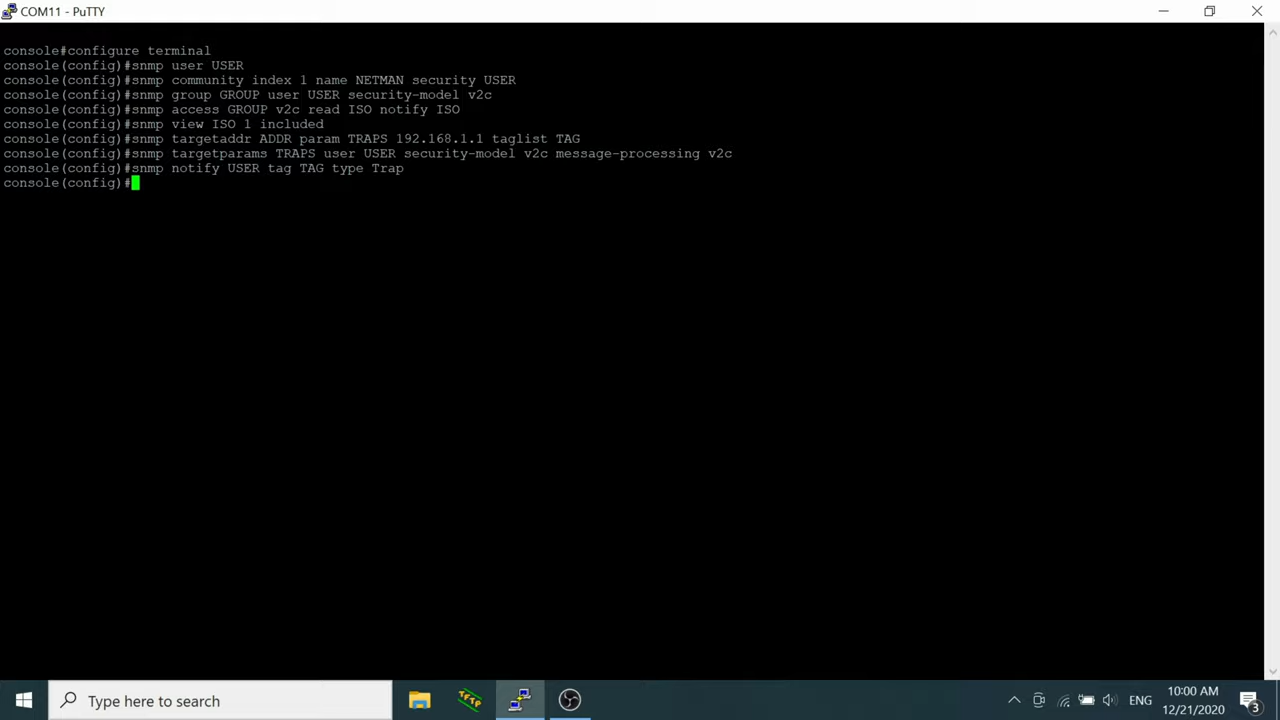 COM11 - PuTTY
console#configure terminal
console(config)#snmp user USER
console(config)#snmp community index 1 name NETMAN security USER
console(config)#snmp group GROUP user USER security-model v2c
console(config)#snmp access GROUP v2c read ISO notify ISO
console(config)#snmp view ISO 1 included
console(config)#snmp targetaddr ADDR param TRAPS 192.168.1.1 taglist TAG
console(config)#snmp targetparams TRAPS user USER security-model v2c message-processing v2c
console(config)#snmp notify USER tag TAG type Trap
console(config)#
Type here to search
TFTP
ENG
10:00 AM
12/21/2020
3